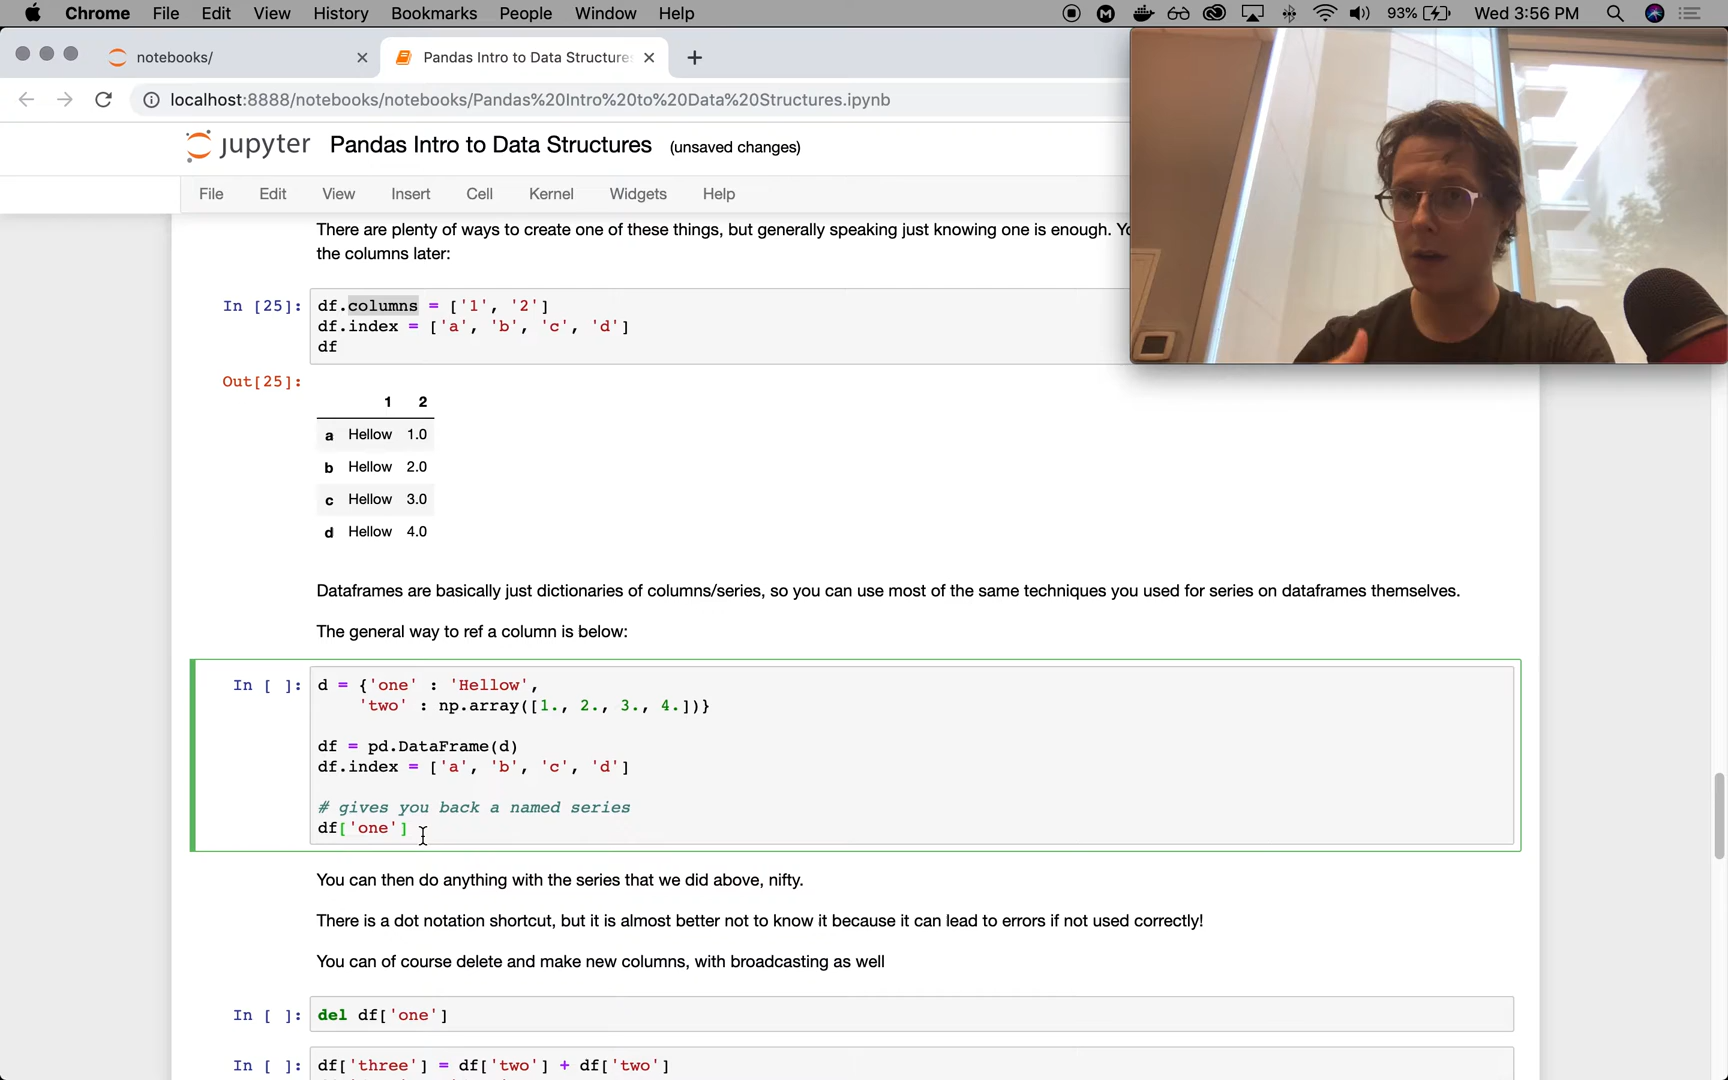 Chrome File Edit View History Bookmarks People Window Help 93% Wed 3:56 PM
notebooks/ Pandas Intro to Data Structures
localhost:8888/notebooks/notebooks/Pandas%20Intro%20to%20Data%20Structures.ipynb
jupyter Pandas Intro to Data Structures (unsaved changes)
File Edit View Insert Cell Kernel Widgets Help
There are plenty of ways to create one of these things, but generally speaking just knowing one is enough.
the columns later:
In [25]: df.columns = ['1', '2']
df.index = ['a', 'b', 'c', 'd']
df
Out[25]:
1 2
a Hellow 1.0
b Hellow 2.0
c Hellow 3.0
d Hellow 4.0
Dataframes are basically just dictionaries of columns/series, so you can use most of the same techniques you used for series on dataframes themselves.
The general way to ref a column is below:
In [ ]: d = {'one' : 'Hellow',
'two' : np.array([1., 2., 3., 4.])}
df = pd.DataFrame(d)
df.index = ['a', 'b', 'c', 'd']
# gives you back a named series
df['one']
You can then do anything with the series that we did above, nifty.
There is a dot notation shortcut, but it is almost better not to know it because it can lead to errors if not used correctly!
You can of course delete and make new columns, with broadcasting as well
In [ ]: del df['one']
In [ ]: df['three'] = df['two'] + df['two']